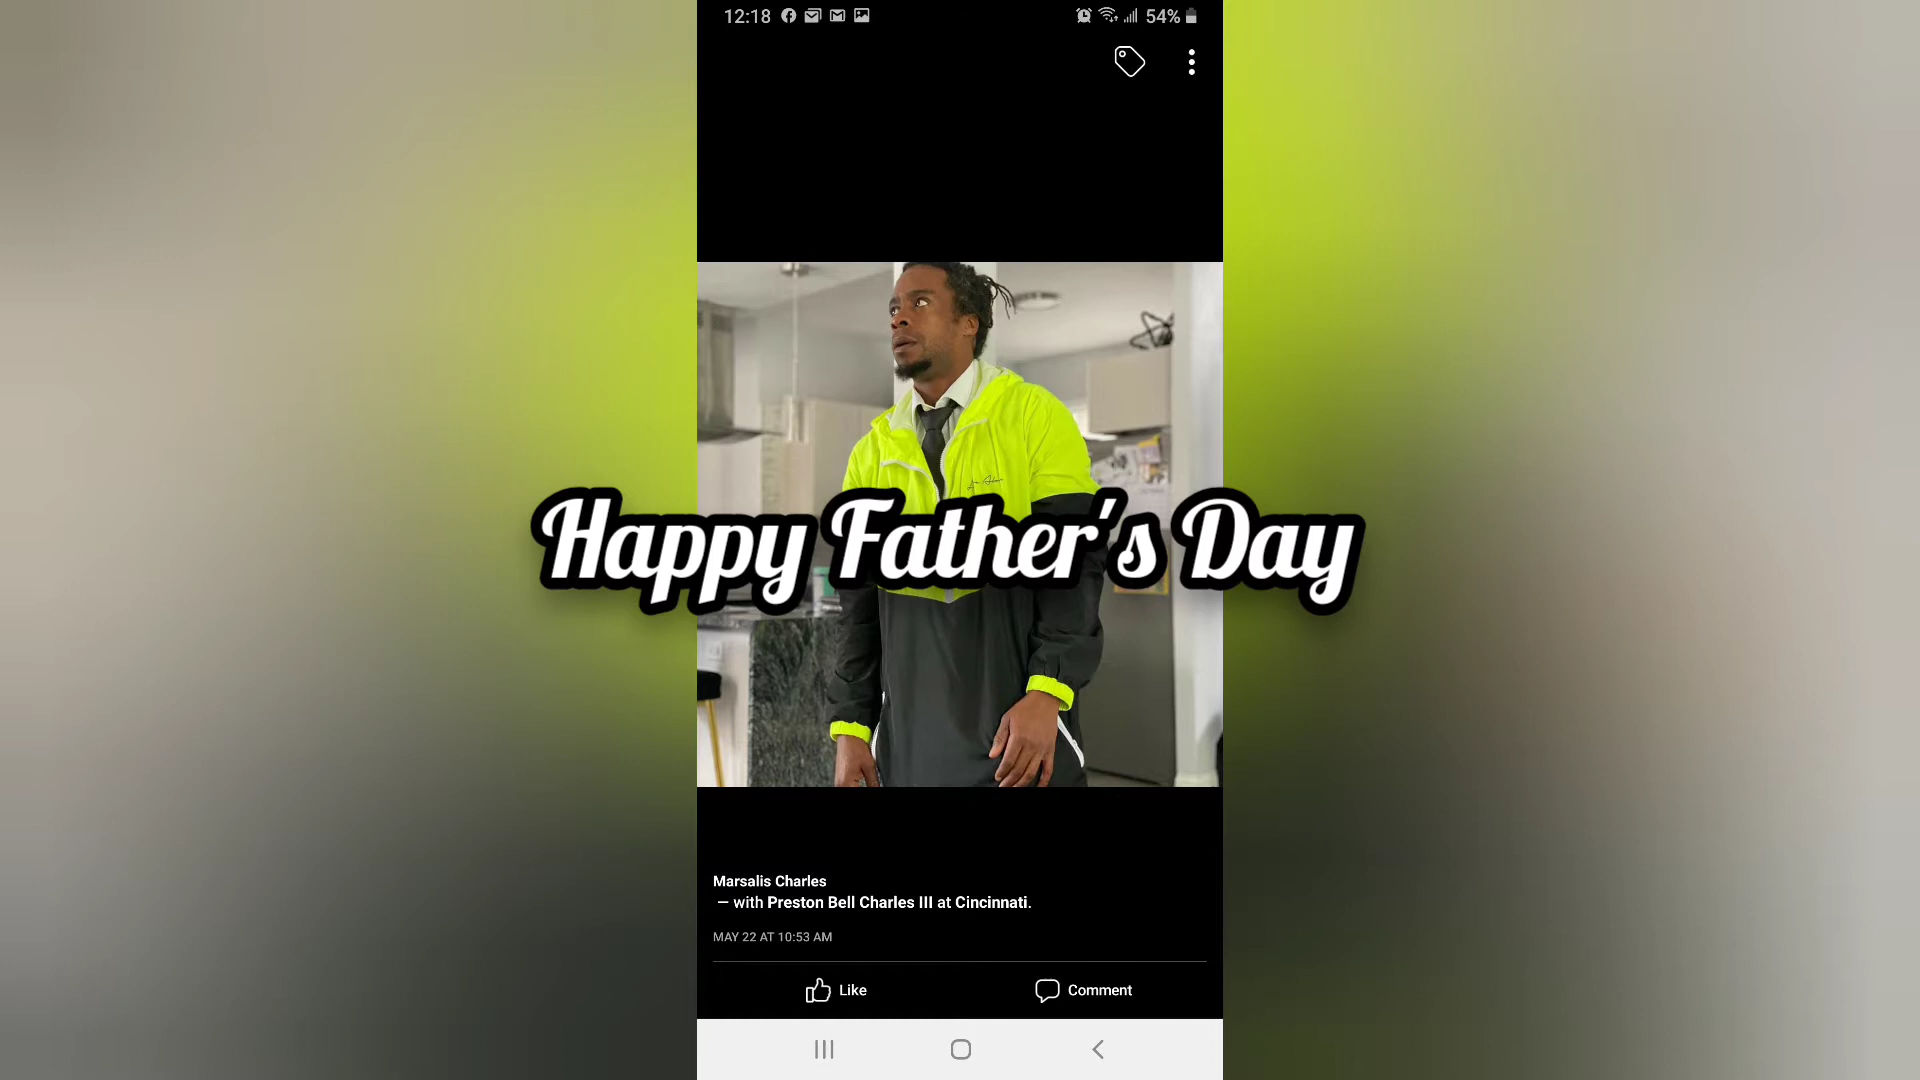 12:18
54%
Happy Father's Day
Marsalis Charles
— with Preston Bell Charles III at Cincinnati.
MAY 22 AT 10:53 AM
Like
Comment